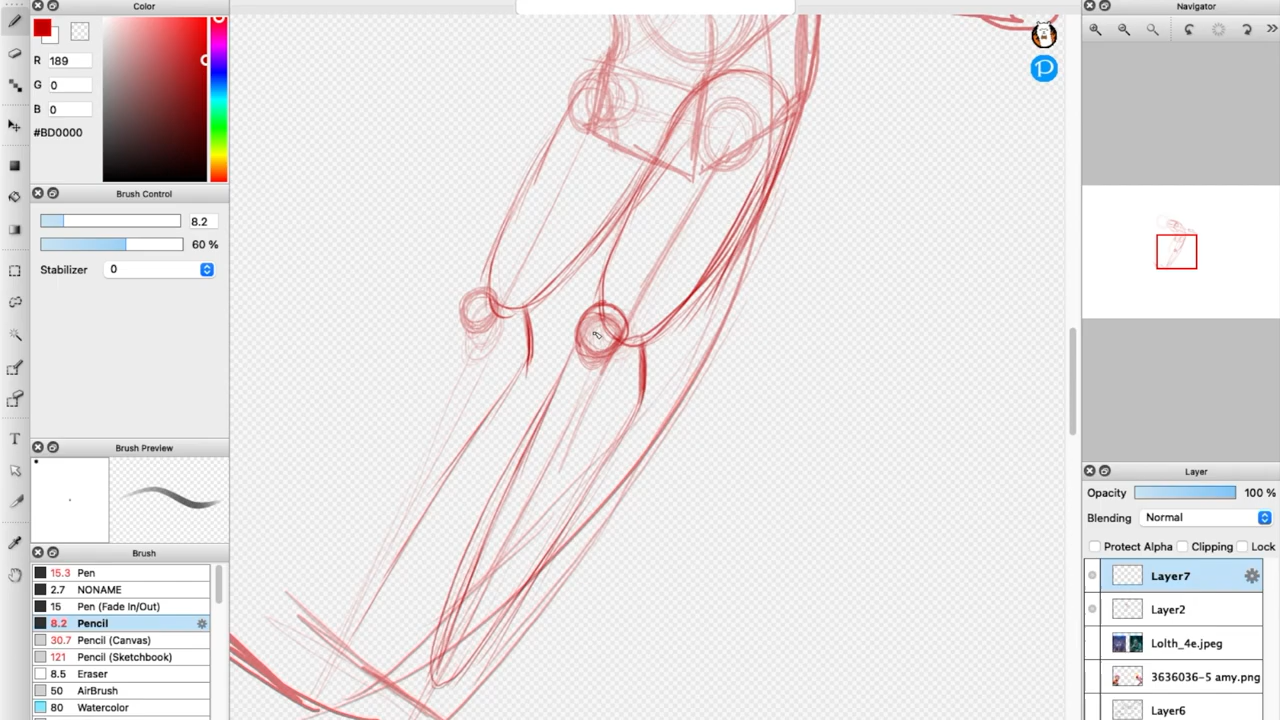 Color
R 189
G 0
B 0
#BD0000
Brush Control
8.2
60 %
Stabilizer 0
Brush Preview
Brush
15.3 Pen
2.7 NONAME
15 Pen (Fade In/Out)
8.2 Pencil
30.7 Pencil (Canvas)
121 Pencil (Sketchbook)
8.5 Eraser
50 AirBrush
80 Watercolor
T
P
Navigator
Layer
Opacity 100 %
Blending Normal
Protect Alpha Clipping Lock
Layer7
Layer2
Lolth_4e.jpeg
3636036-5 amy.png
Layer6